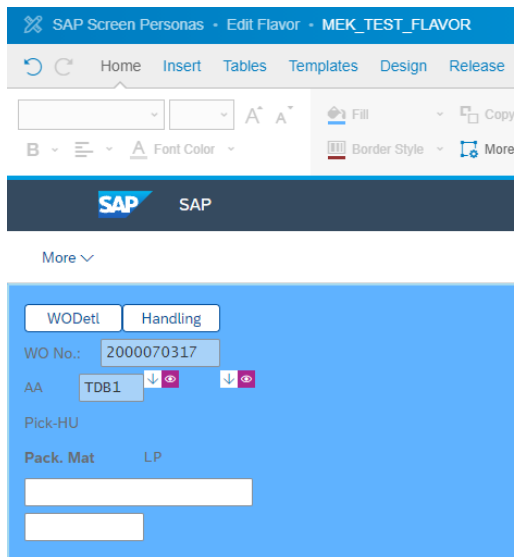 SAP Screen Personas • Edit Flavor • MEK_TEST_FLAVOR
Home Insert Tables Templates Design Release
A A Fill Copy
B A Font Color Border Style More
SAP SAP
More
WODetl Handling
WO No.: 2000070317
AA TDB1
Pick-HU
Pack. Mat LP